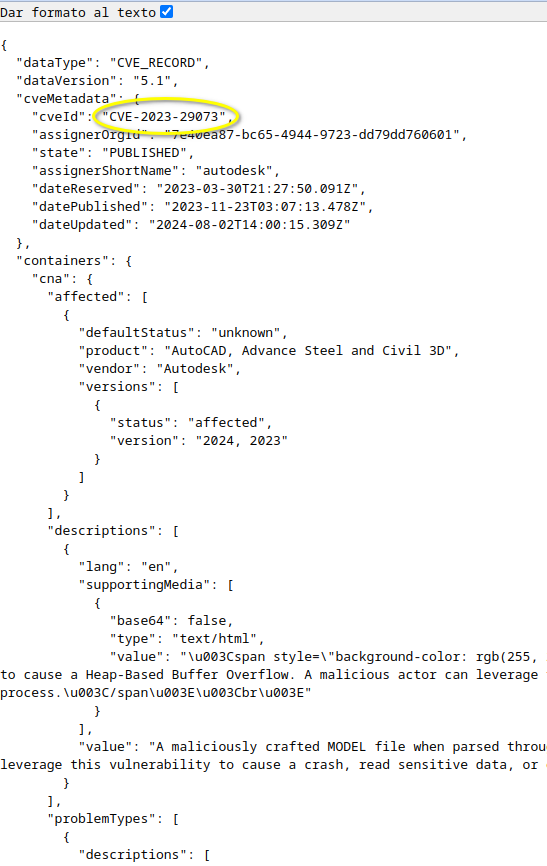 Dar formato al texto
{
"dataType": "CVE_RECORD",
"dataVersion": "5.1",
"cveMetadata": {
"cveId": "CVE-2023-29073",
"assignerOrgId": "7e40ea87-bc65-4944-9723-dd79dd760601",
"state": "PUBLISHED",
"assignerShortName": "autodesk",
"dateReserved": "2023-03-30T21:27:50.091Z",
"datePublished": "2023-11-23T03:07:13.478Z",
"dateUpdated": "2024-08-02T14:00:15.309Z"
},
"containers": {
"cna": {
"affected": [
{
"defaultStatus": "unknown",
"product": "AutoCAD, Advance Steel and Civil 3D",
"vendor": "Autodesk",
"versions": [
{
"status": "affected",
"version": "2024, 2023"
}
]
}
],
"descriptions": [
{
"lang": "en",
"supportingMedia": [
{
"base64": false,
"type": "text/html",
"value": "\u003Cspan style=\"background-color: rgb(255,
to cause a Heap-Based Buffer Overflow. A malicious actor can leverage
process.\u003C/span\u003E\u003Cbr\u003E"
}
],
"value": "A maliciously crafted MODEL file when parsed
leverage this vulnerability to cause a crash, read sensitive data, or
}
],
"problemTypes": [
{
"descriptions": [